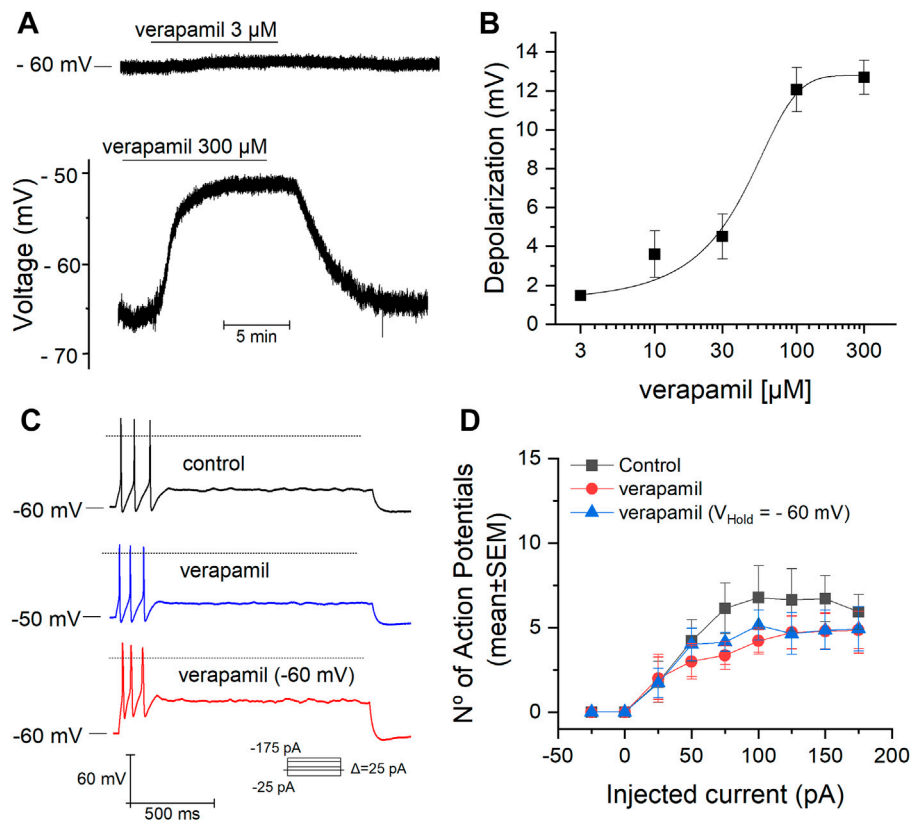 A
verapamil 3 µM
- 60 mV
verapamil 300 µM
Voltage (mV)
- 50
- 60
- 70
5 min
B
Depolarization (mV)
14
12
10
8
6
4
2
0
3 10 30 100 300
verapamil [µM]
C
control
-60 mV
verapamil
-50 mV
verapamil (-60 mV)
-60 mV
60 mV
500 ms
-175 pA
Δ=25 pA
-25 pA
D
Nº of Action Potentials
(mean±SEM)
15
10
5
0
Control
verapamil
verapamil (VHold = - 60 mV)
-50 0 50 100 150 200
Injected current (pA)